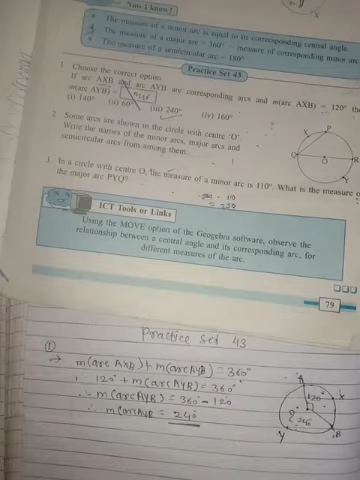 Now I know !
• The measure of a minor arc is equal to its corresponding central angle.
• The measure of a major arc = 360° - measure of corresponding minor arc
• The measure of a semicircular arc = 180°
Practice Set 43
1. Choose the correct option.
If arc AXB and arc AYB are corresponding arcs and m(arc AXB) = 120° the
m(arc AYB) =
(i) 140° (ii) 60° (iii) 240° (iv) 160°
2. Some arcs are shown in the circle with centre 'O'.
Write the names of the minor arcs, major arcs and
semicircular arcs from among them.
X P
Q O R
3. In a circle with centre O, the measure of a minor arc is 110°. What is the measure o
the major arc PYQ?
ICT Tools or Links
Using the MOVE option of the Geogebra software, observe the
relationship between a central angle and its corresponding arc, for
different measures of the arc.
79
Practice set 43
①
→ m(arc AXB) + m(arc AYB) = 360°
120° + m(arc AYB) = 360°
∴ m(arc AYB) = 360° - 120
∴ m(arc AYB = 240°
A
120° X
240
Y B